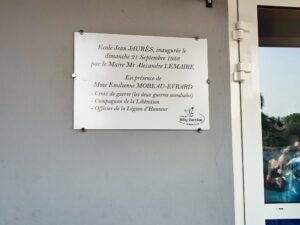 Ecole Jean JAURÈS, inaugurée le
dimanche 21 Septembre 1958
par le Maire Mr Alexandre LEMAIRE
En présence de
Mme Emilienne MOREAU-EVRARD
- Croix de guerre (les deux guerres mondiales)
- Compagnon de la Libération
- Officier de la Légion d'Honneur